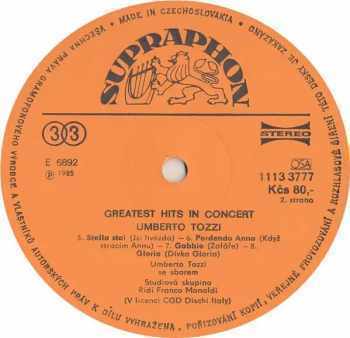 MADE IN CZECHOSLOVAKIA
VŠECHNA PRÁVA GRAMOFONOVÉHO VÝROBCE A VLASTNÍKŮ AUTORSKÝCH PRÁV K DÍLU VYHRAŽENA. POŘIZOVÁNÍ KOPIÍ, VEŘEJNÉ PROVOZOVÁNÍ A ROZHLASOVÉ ŠÍŘENÍ TÉTO DESKY JE ZAKÁZÁNO
SUPRAPHON
33
STEREO
E 6892
OSA
℗ 1985
1113 3777
Kčs 80,-
2. strana
GREATEST HITS IN CONCERT
UMBERTO TOZZI
5. Stella stai (Jsi hvězda) – 6. Perdendo Anna (Když
ztrácím Annu) – 7. Gabbie (Žaláře) – 8.
Gloria (Dívka Gloria)
Umberto Tozzi
se sborem
Studiová skupina
Řídí Franco Monaldi
(V licenci CGD Dischi Italy)